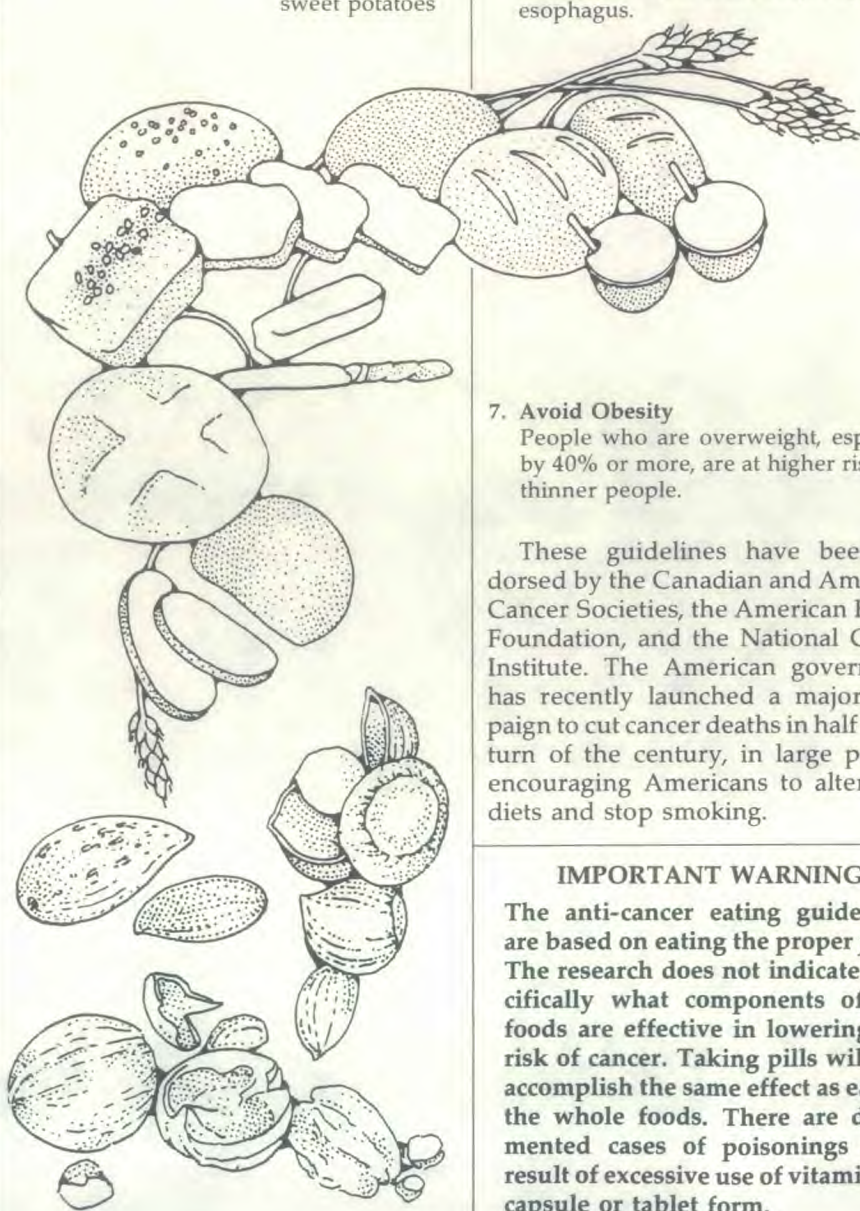 sweet potatoes
esophagus.
7. Avoid Obesity
People who are overweight, esp
by 40% or more, are at higher ris
thinner people.
These guidelines have bee
dorsed by the Canadian and Am
Cancer Societies, the American
Foundation, and the National C
Institute. The American govern
has recently launched a major
paign to cut cancer deaths in half
turn of the century, in large p
encouraging Americans to alter
diets and stop smoking.
IMPORTANT WARNING
The anti-cancer eating guide
are based on eating the proper
The research does not indicate
cifically what components of
foods are effective in lowering
risk of cancer. Taking pills wil
accomplish the same effect as ea
the whole foods. There are d
mented cases of poisonings
result of excessive use of vitami
capsule or tablet form.